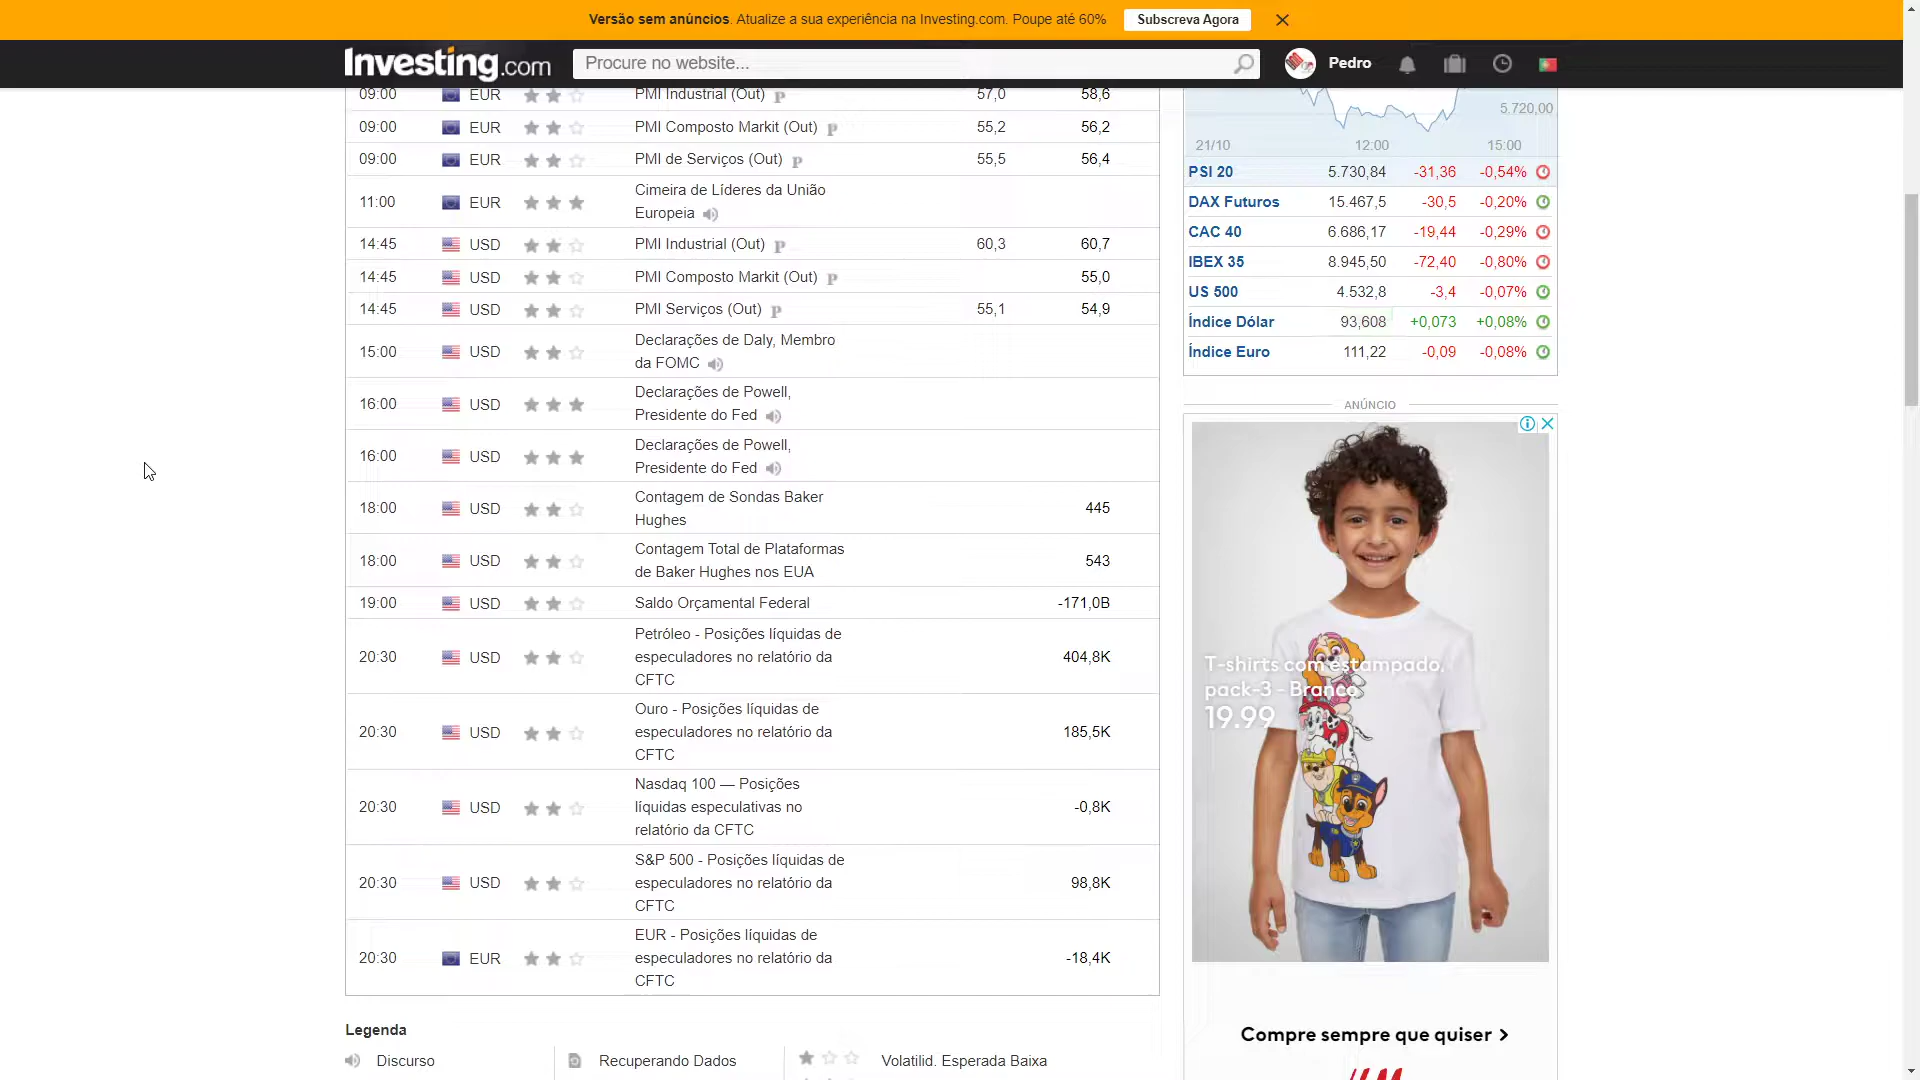 Versão sem anúncios. Atualize a sua experiência na Investing.com. Poupe até 60% Subscreva Agora
Investing.com Procure no website... Pedro
09:00 EUR PMI Industrial (Out) P 57,0 58,6
09:00 EUR PMI Composto Markit (Out) P 55,2 56,2
09:00 EUR PMI de Serviços (Out) P 55,5 56,4
11:00 EUR Cimeira de Líderes da União
Europeia
14:45 USD PMI Industrial (Out) P 60,3 60,7
14:45 USD PMI Composto Markit (Out) P 55,0
14:45 USD PMI Serviços (Out) P 55,1 54,9
15:00 USD Declarações de Daly, Membro
da FOMC
16:00 USD Declarações de Powell,
Presidente do Fed
16:00 USD Declarações de Powell,
Presidente do Fed
18:00 USD Contagem de Sondas Baker
Hughes 445
18:00 USD Contagem Total de Plataformas
de Baker Hughes nos EUA 543
19:00 USD Saldo Orçamental Federal -171,0B
20:30 USD Petróleo - Posições líquidas de
especuladores no relatório da
CFTC 404,8K
20:30 USD Ouro - Posições líquidas de
especuladores no relatório da
CFTC 185,5K
20:30 USD Nasdaq 100 — Posições
líquidas especulativas no
relatório da CFTC -0,8K
20:30 USD S&P 500 - Posições líquidas de
especuladores no relatório da
CFTC 98,8K
20:30 EUR EUR - Posições líquidas de
especuladores no relatório da
CFTC -18,4K
Legenda
Discurso Recuperando Dados Volatilid. Esperada Baixa
5.720,00
21/10 12:00 15:00
PSI 20 5.730,84 -31,36 -0,54%
DAX Futuros 15.467,5 -30,5 -0,20%
CAC 40 6.686,17 -19,44 -0,29%
IBEX 35 8.945,50 -72,40 -0,80%
US 500 4.532,8 -3,4 -0,07%
Índice Dólar 93,608 +0,073 +0,08%
Índice Euro 111,22 -0,09 -0,08%
ANÚNCIO
T-shirts com estampado,
pack-3 - Branco
19.99
Compre sempre que quiser >